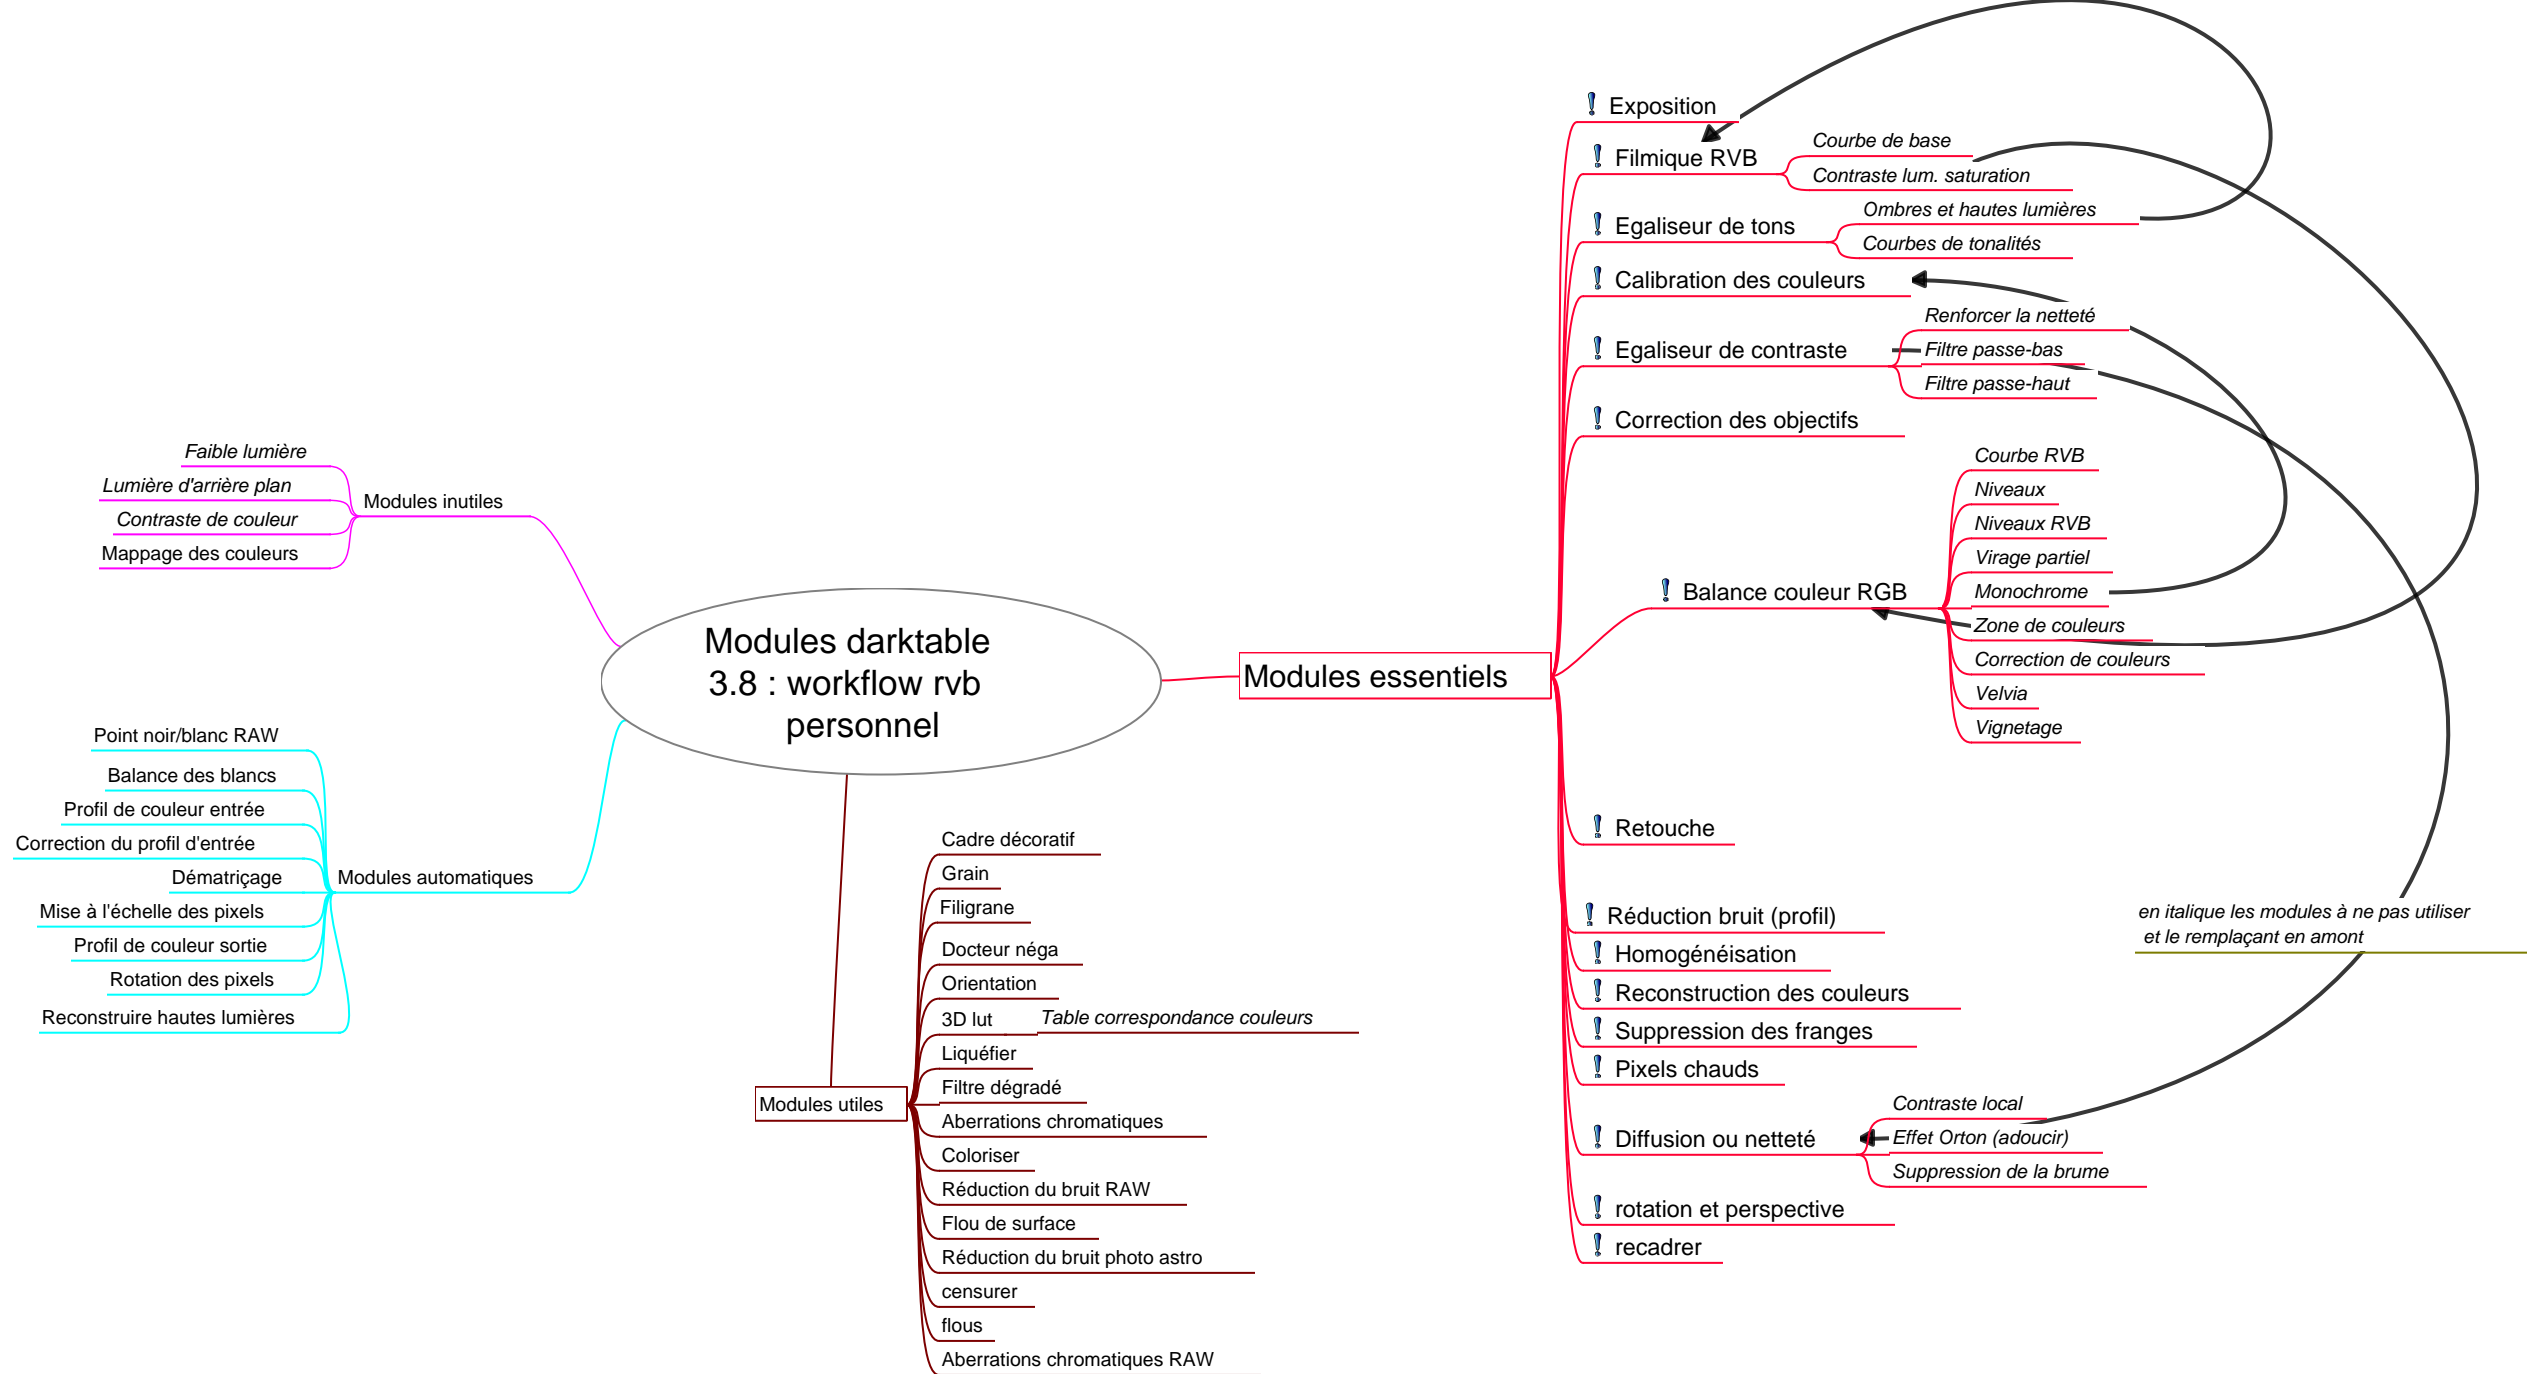 Modules darktable
3.8 : workflow rvb
personnel
Modules inutiles
Faible lumière
Lumière d'arrière plan
Contraste de couleur
Mappage des couleurs
Modules automatiques
Point noir/blanc RAW
Balance des blancs
Profil de couleur entrée
Correction du profil d'entrée
Dématriçage
Mise à l'échelle des pixels
Profil de couleur sortie
Rotation des pixels
Reconstruire hautes lumières
Modules utiles
Cadre décoratif
Grain
Filigrane
Docteur néga
Orientation
3D lut
Table correspondance couleurs
Liquéfier
Filtre dégradé
Aberrations chromatiques
Coloriser
Réduction du bruit RAW
Flou de surface
Réduction du bruit photo astro
censurer
flous
Aberrations chromatiques RAW
Modules essentiels
Exposition
Filmique RVB
Courbe de base
Contraste lum. saturation
Egaliseur de tons
Ombres et hautes lumières
Courbes de tonalités
Calibration des couleurs
Egaliseur de contraste
Renforcer la netteté
Filtre passe-bas
Filtre passe-haut
Correction des objectifs
Balance couleur RGB
Courbe RVB
Niveaux
Niveaux RVB
Virage partiel
Monochrome
Zone de couleurs
Correction de couleurs
Velvia
Vignetage
Retouche
Réduction bruit (profil)
Homogénéisation
Reconstruction des couleurs
Suppression des franges
Pixels chauds
Diffusion ou netteté
Contraste local
Effet Orton (adoucir)
Suppression de la brume
rotation et perspective
recadrer
en italique les modules à ne pas utiliser
et le remplaçant en amont